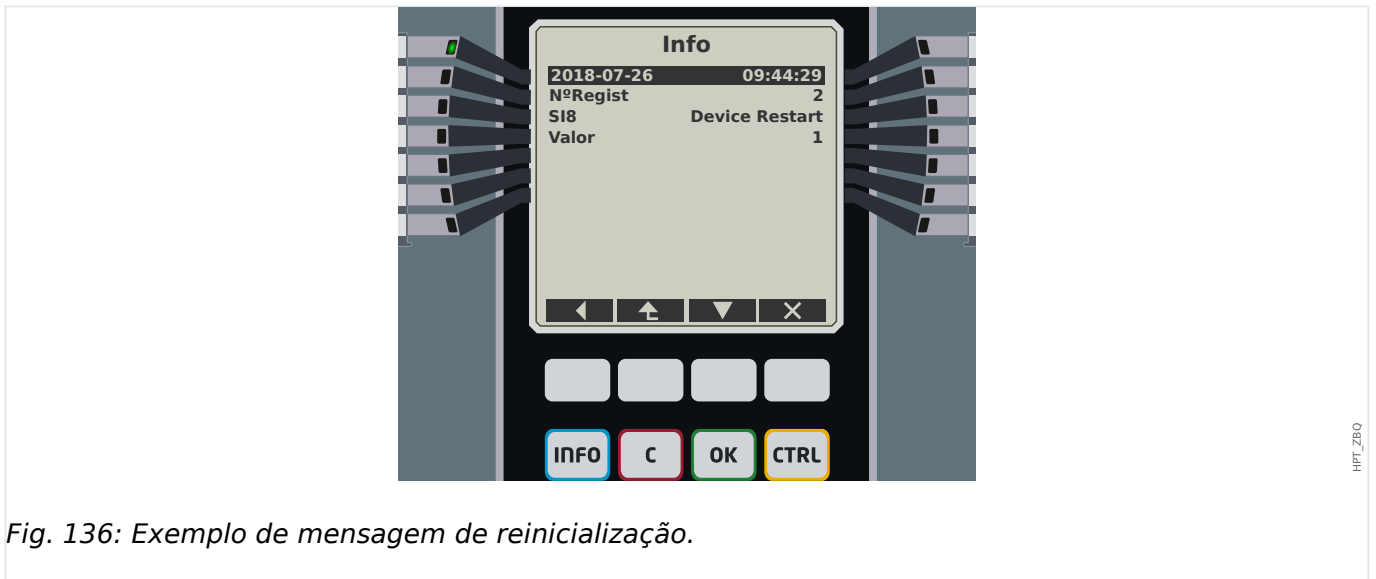 Info
2018-07-26 09:44:29
NºRegist 2
SI8 Device Restart
Valor 1
INFO C OK CTRL
HPT_ZBQ
Fig. 136: Exemplo de mensagem de reinicialização.